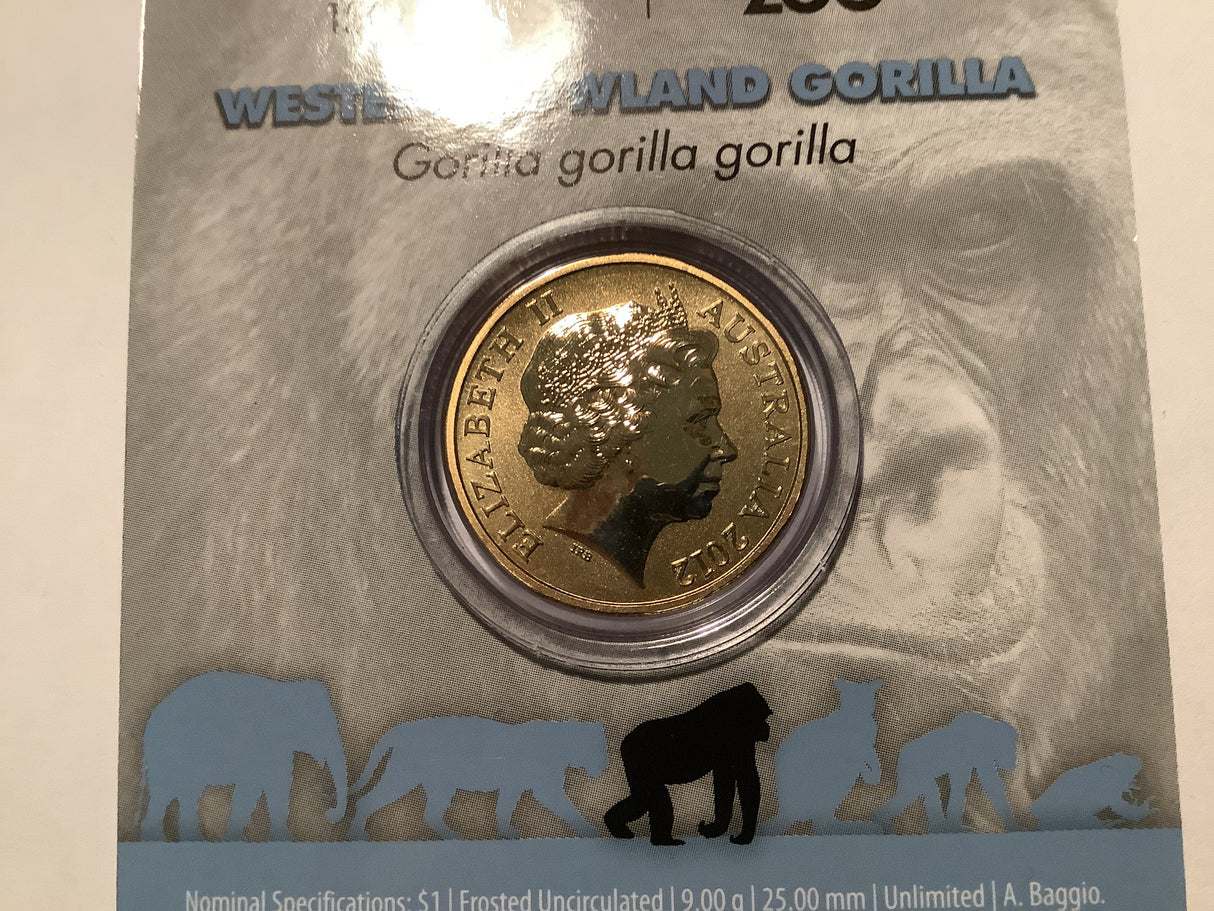 WLAND GORILLA
Gorilla gorilla gorilla
ELIZABETH II
AUSTRALIA 2012
IRB
Nominal Specifications: $1 | Frosted Uncirculated | 9.00 g | 25.00 mm | Unlimited | A. Baggio.